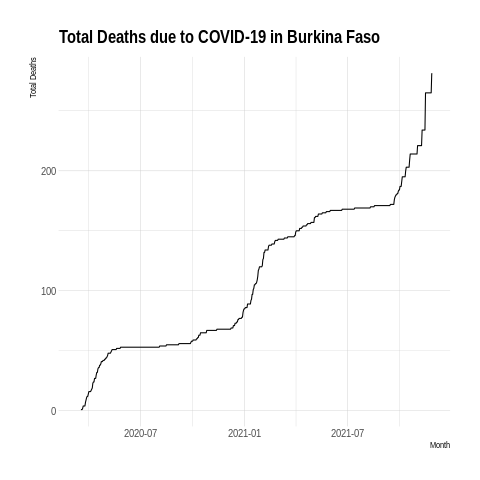 Total Deaths due to COVID-19 in Burkina Faso
Total Deaths
200
100
0
2020-07 2021-01 2021-07
Month